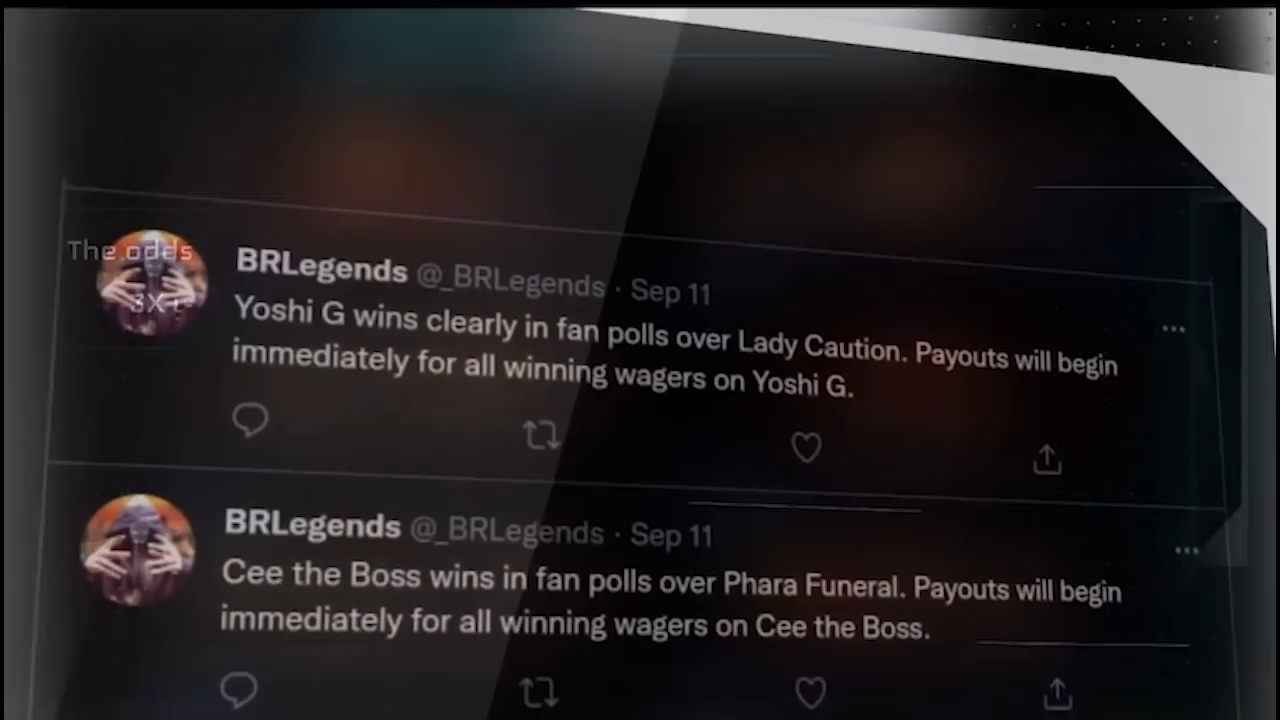 The odds
3X
BRLegends @_BRLegends · Sep 11
Yoshi G wins clearly in fan polls over Lady Caution. Payouts will begin
immediately for all winning wagers on Yoshi G.
BRLegends @_BRLegends · Sep 11
Cee the Boss wins in fan polls over Phara Funeral. Payouts will begin
immediately for all winning wagers on Cee the Boss.